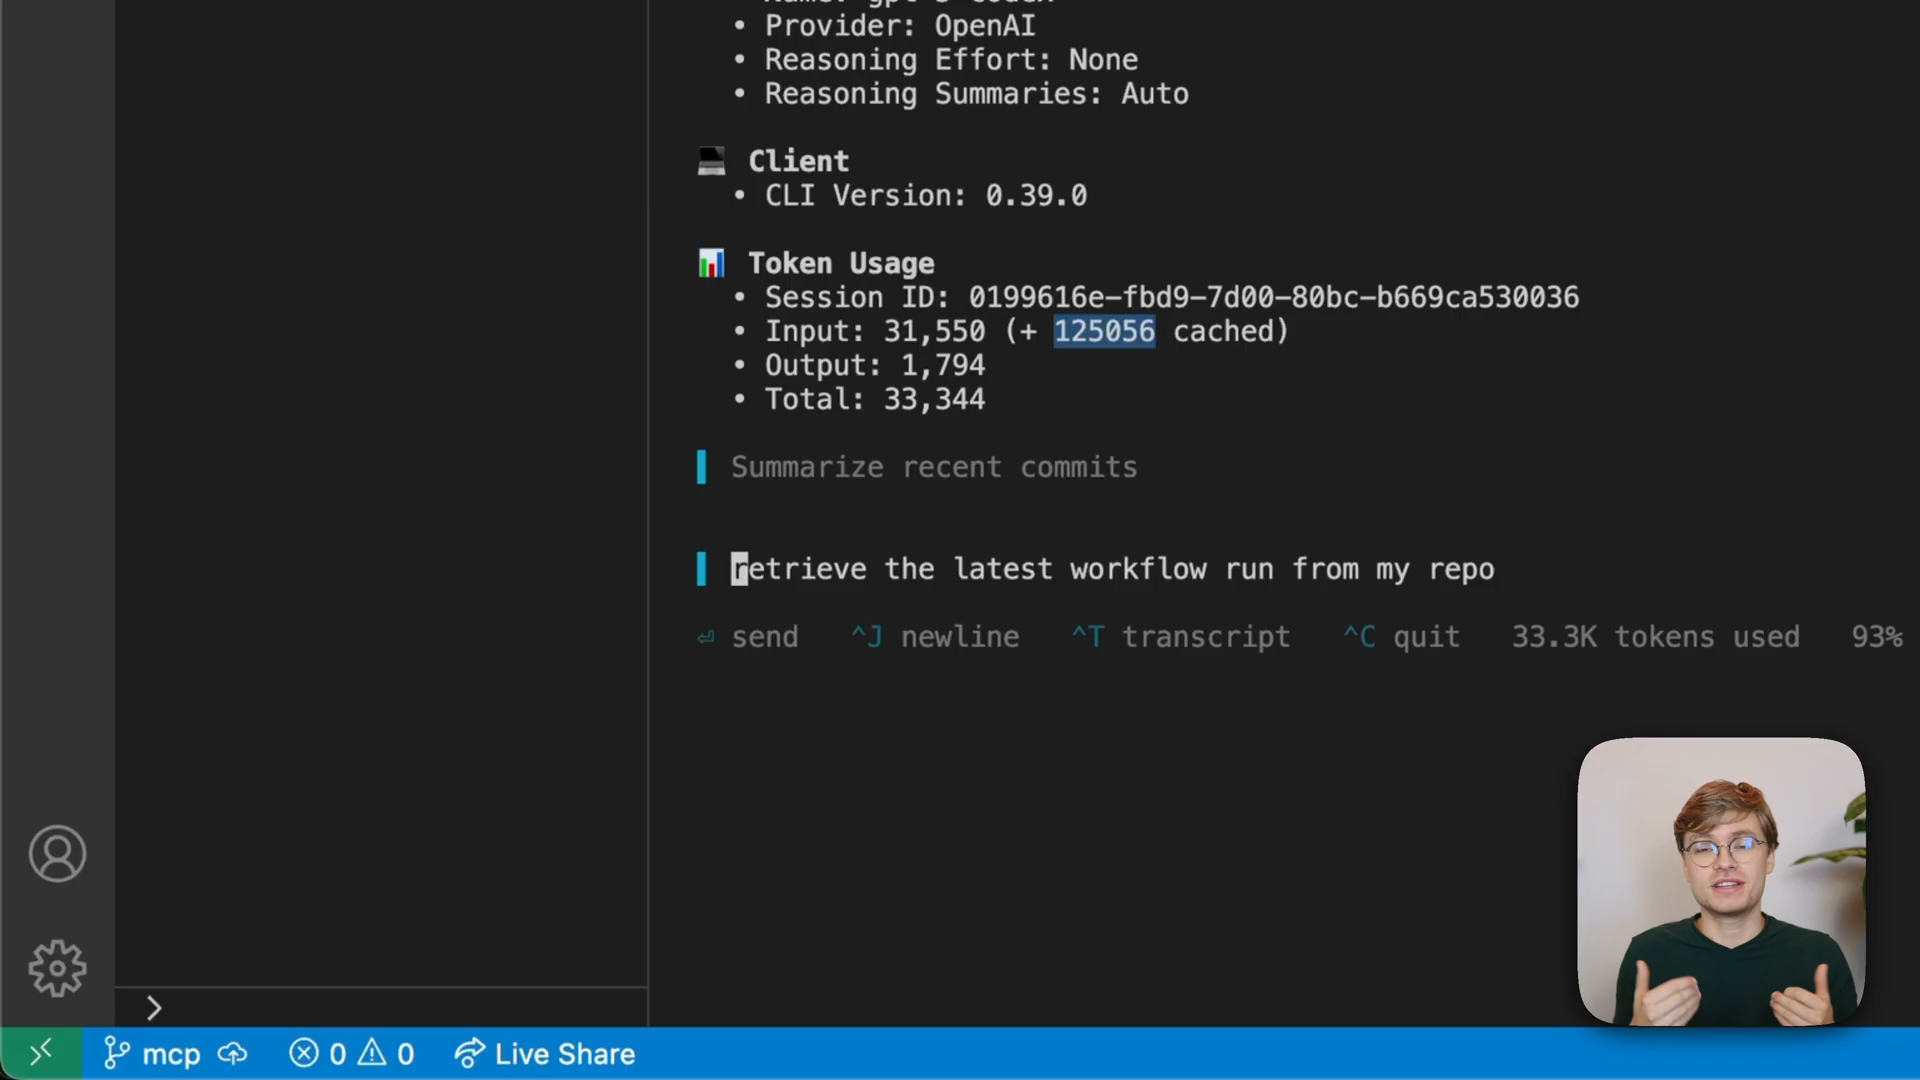 • Provider: OpenAI
• Reasoning Effort: None
• Reasoning Summaries: Auto
Client
• CLI Version: 0.39.0
Token Usage
• Session ID: 0199616e-fbd9-7d00-80bc-b669ca530036
• Input: 31,550 (+ 125056 cached)
• Output: 1,794
• Total: 33,344
Summarize recent commits
retrieve the latest workflow run from my repo
⏎ send ^J newline ^T transcript ^C quit 33.3K tokens used 93%
mcp 0 0 Live Share